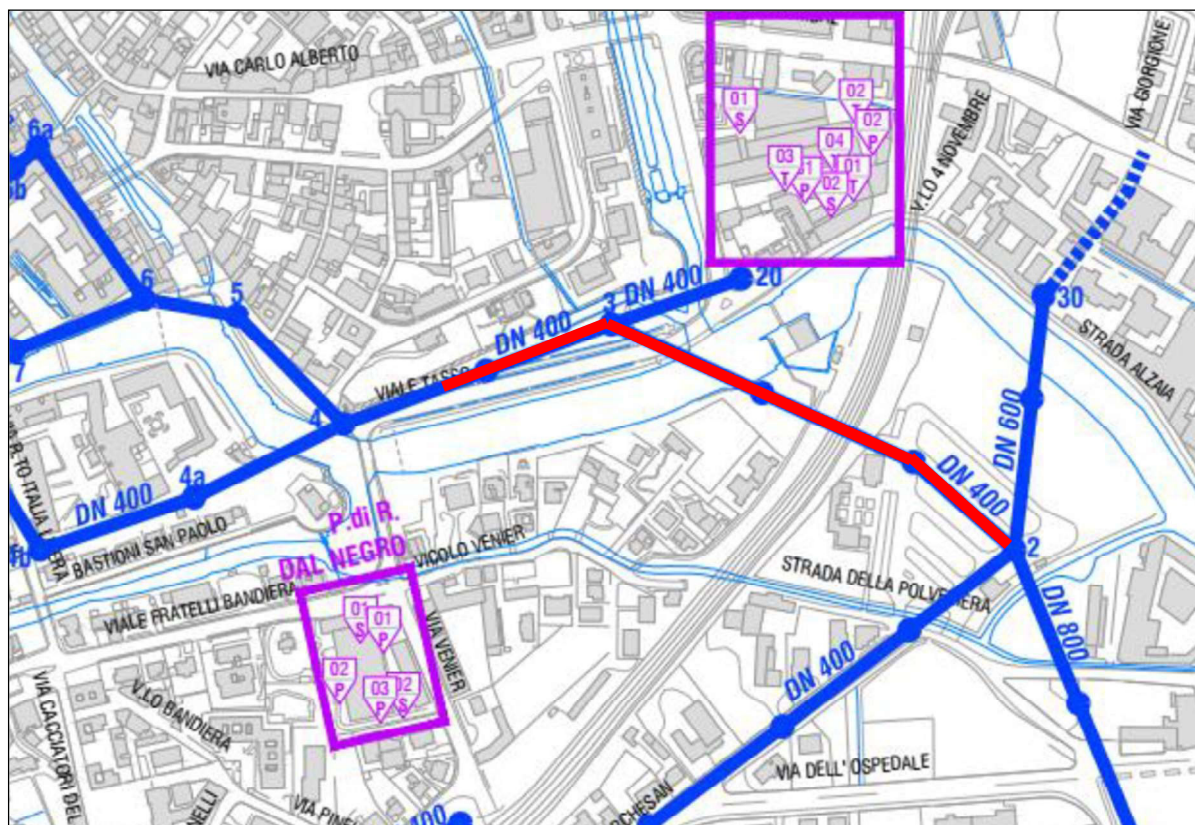 VIA CARLO ALBERTO
VIA GIORGIONE
6a
01
S
02
T
02
P
04
T
03
T
01
P
01
T
02
S
V.LO 4 NOVEMBRE
20
6
5
3
DN 400
DN 400
30
STRADA ALZAIA
7
VIALE TASSO
4
DN 600
4a
DN 400
DN 400
BASTIONI SAN PAOLO
P.di R.
DAL NEGRO
VICOLO VENIER
2
STRADA DELLA POLVERIERA
VIALE FRATELLI BANDIERA
VIA VENIER
01
S
01
P
02
P
03
P
02
S
DN 800
DN 400
V.LO BANDIERA
VIA CACCIATORI DEL
VIA DELL' OSPEDALE